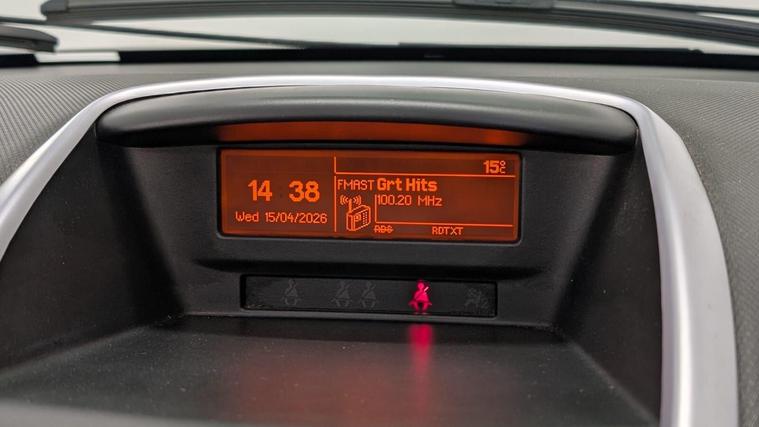 15°C
14 38
FMAST Grt Hits
100.20 MHz
Wed 15/04/2026
RDS RDTXT